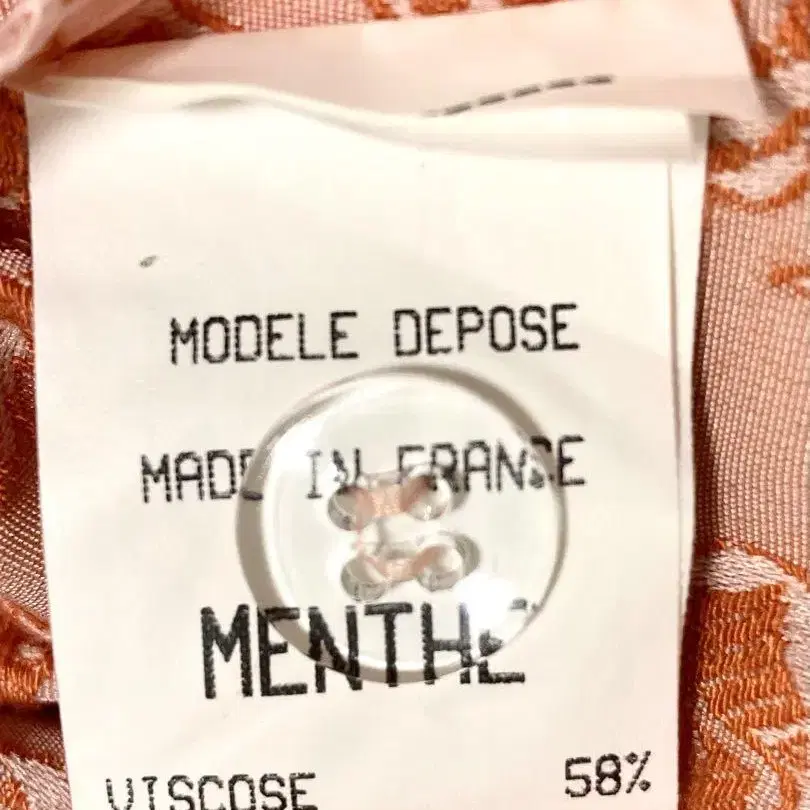 MODELE DEPOSE
MADE IN FRANCE
MENTHE
VISCOSE 58%